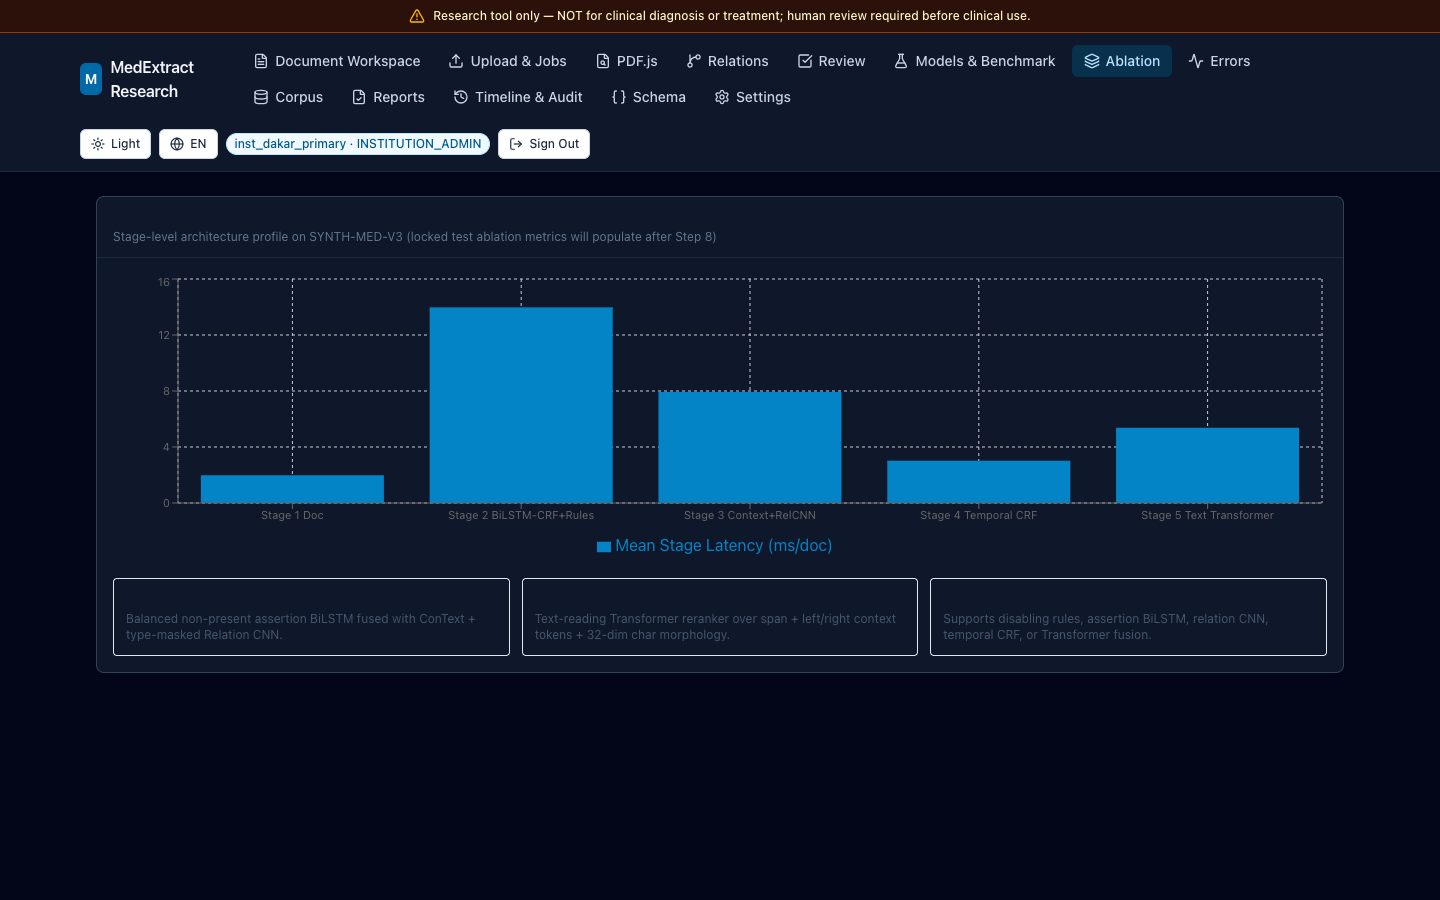 Research tool only — NOT for clinical diagnosis or treatment; human review required before clinical use.
M
MedExtract
Research
Document Workspace
Upload & Jobs
PDF.js
Relations
Review
Models & Benchmark
Ablation
Errors
Corpus
Reports
Timeline & Audit
Schema
Settings
Light
EN
inst_dakar_primary · INSTITUTION_ADMIN
Sign Out
Stage-level architecture profile on SYNTH-MED-V3 (locked test ablation metrics will populate after Step 8)
16
12
8
4
0
Stage 1 Doc
Stage 2 BiLSTM-CRF+Rules
Stage 3 Context+RelCNN
Stage 4 Temporal CRF
Stage 5 Text Transformer
Mean Stage Latency (ms/doc)
Balanced non-present assertion BiLSTM fused with ConText +
type-masked Relation CNN.
Text-reading Transformer reranker over span + left/right context
tokens + 32-dim char morphology.
Supports disabling rules, assertion BiLSTM, relation CNN,
temporal CRF, or Transformer fusion.